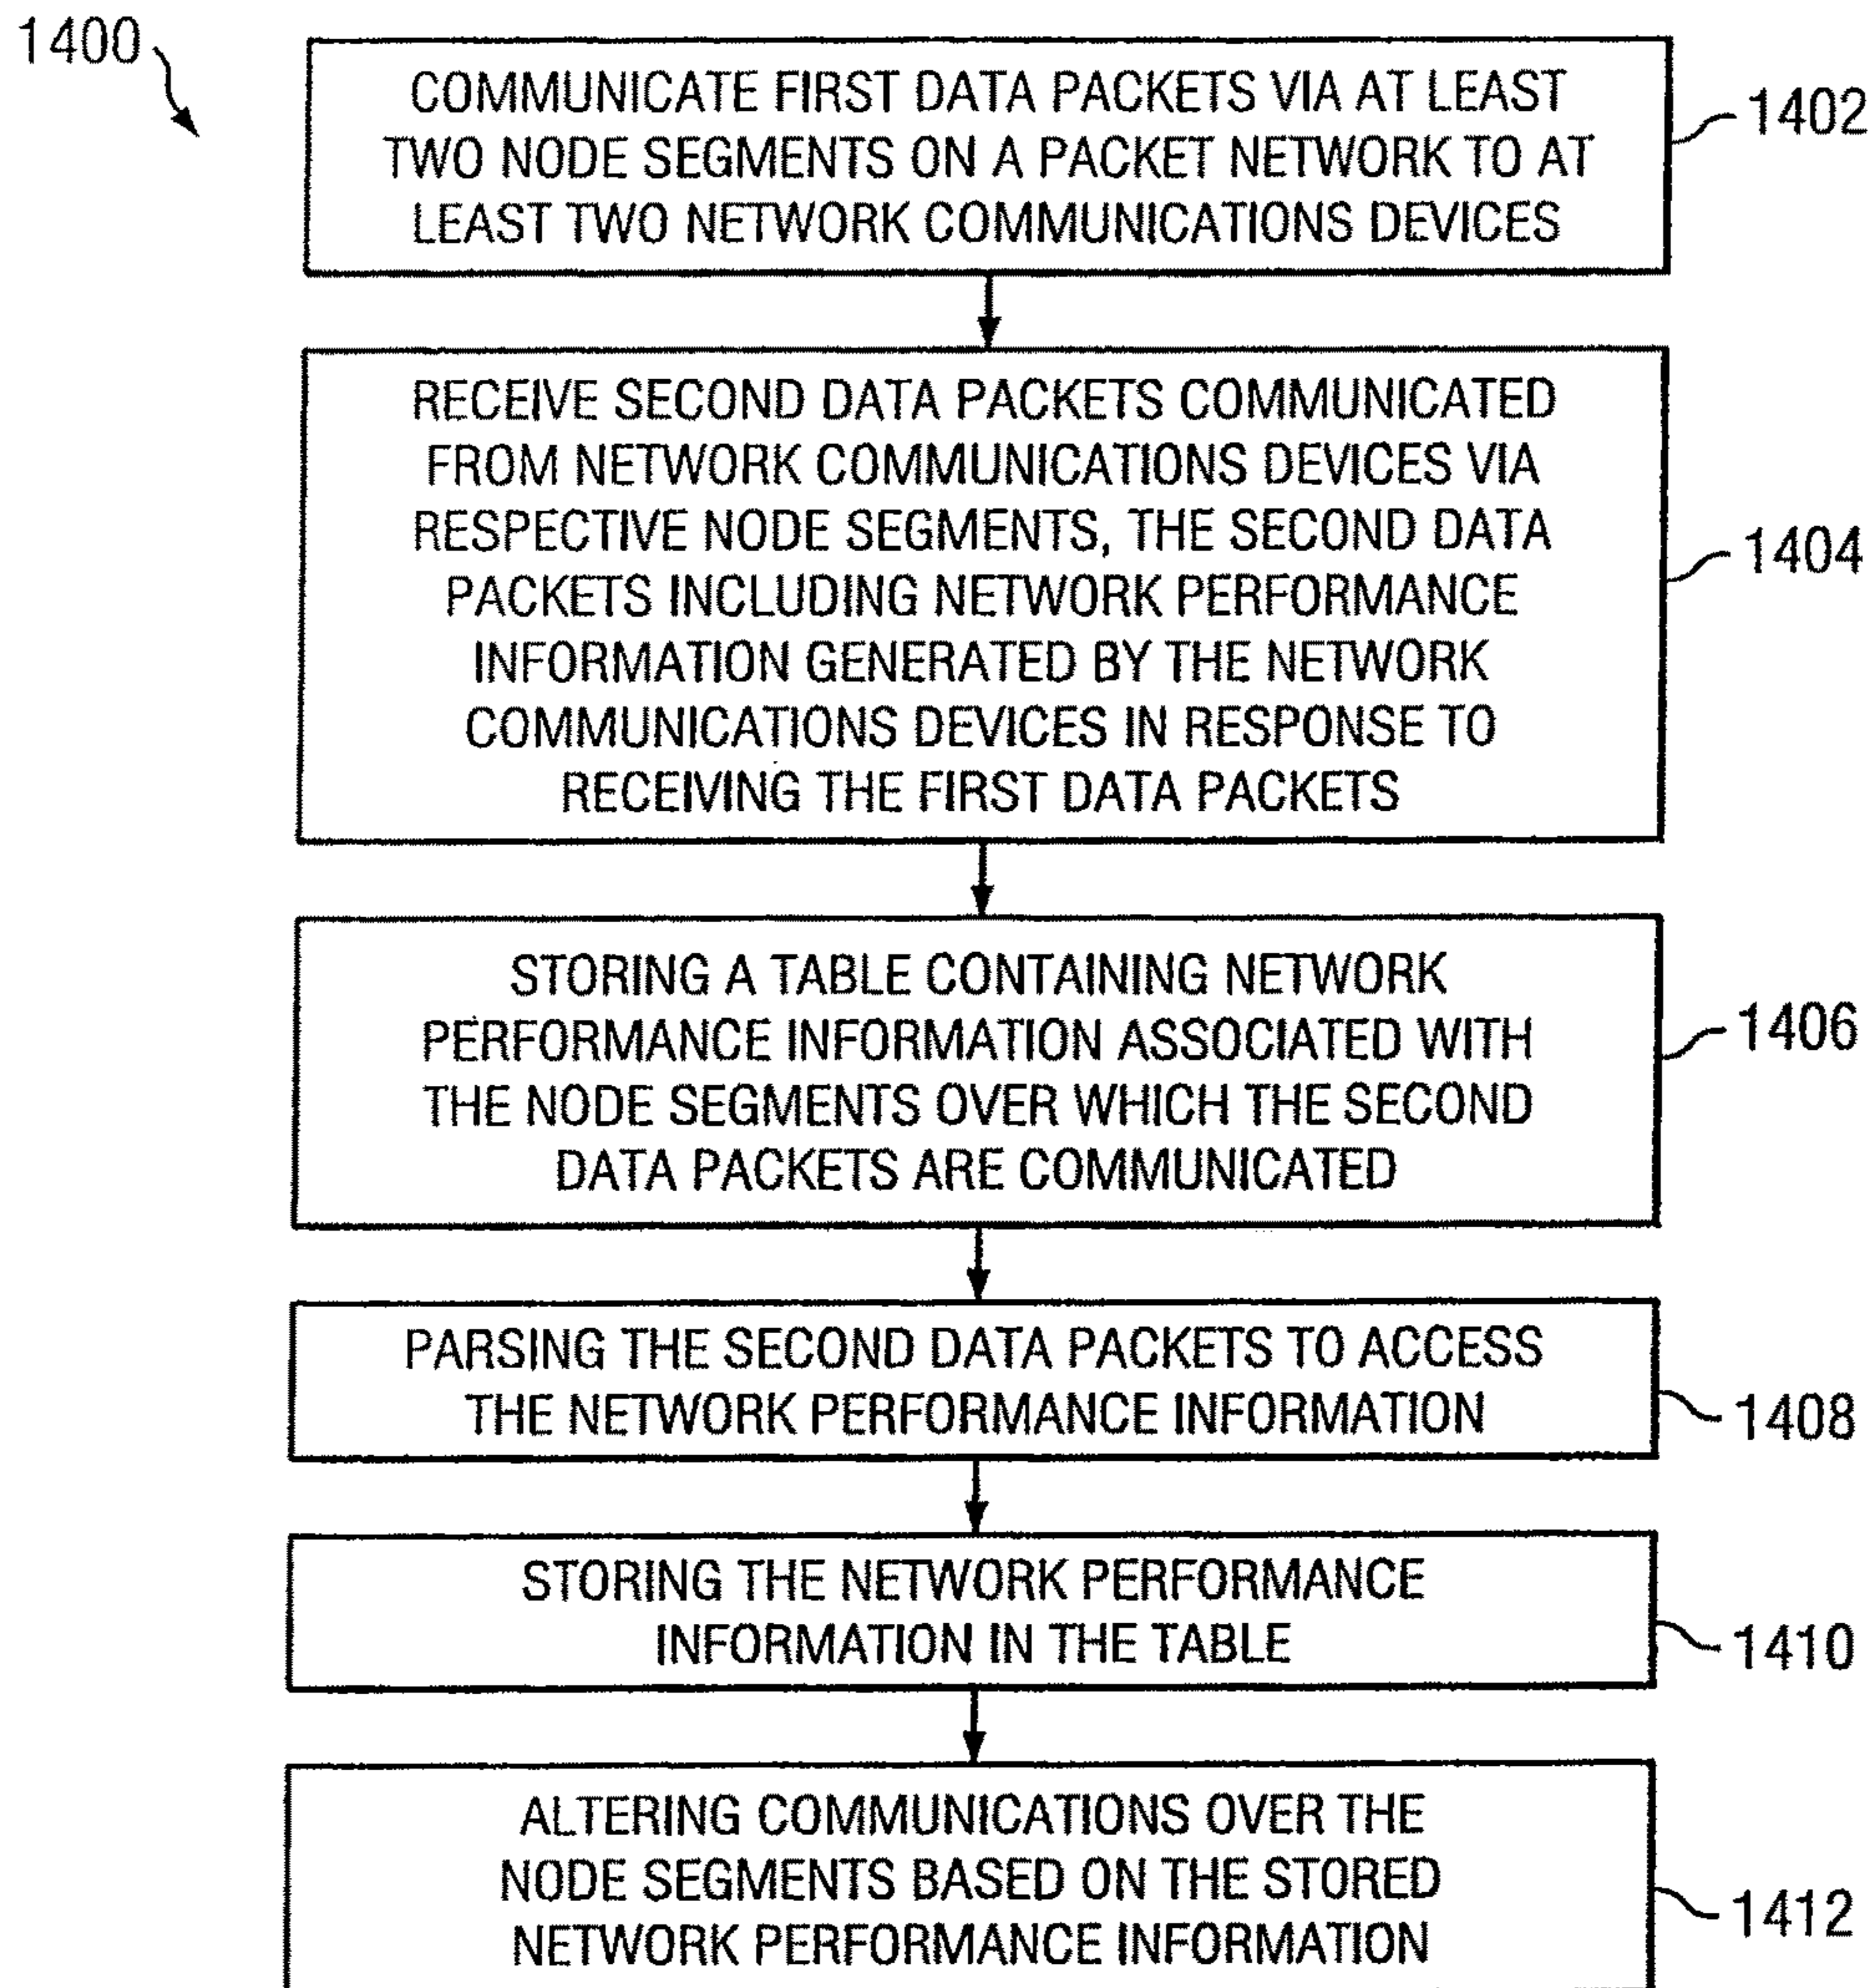 1400
COMMUNICATE FIRST DATA PACKETS VIA AT LEAST
TWO NODE SEGMENTS ON A PACKET NETWORK TO AT
LEAST TWO NETWORK COMMUNICATIONS DEVICES
1402
RECEIVE SECOND DATA PACKETS COMMUNICATED
FROM NETWORK COMMUNICATIONS DEVICES VIA
RESPECTIVE NODE SEGMENTS, THE SECOND DATA
PACKETS INCLUDING NETWORK PERFORMANCE
INFORMATION GENERATED BY THE NETWORK
COMMUNICATIONS DEVICES IN RESPONSE TO
RECEIVING THE FIRST DATA PACKETS
1404
STORING A TABLE CONTAINING NETWORK
PERFORMANCE INFORMATION ASSOCIATED WITH
THE NODE SEGMENTS OVER WHICH THE SECOND
DATA PACKETS ARE COMMUNICATED
1406
PARSING THE SECOND DATA PACKETS TO ACCESS
THE NETWORK PERFORMANCE INFORMATION
1408
STORING THE NETWORK PERFORMANCE
INFORMATION IN THE TABLE
1410
ALTERING COMMUNICATIONS OVER THE
NODE SEGMENTS BASED ON THE STORED
NETWORK PERFORMANCE INFORMATION
1412